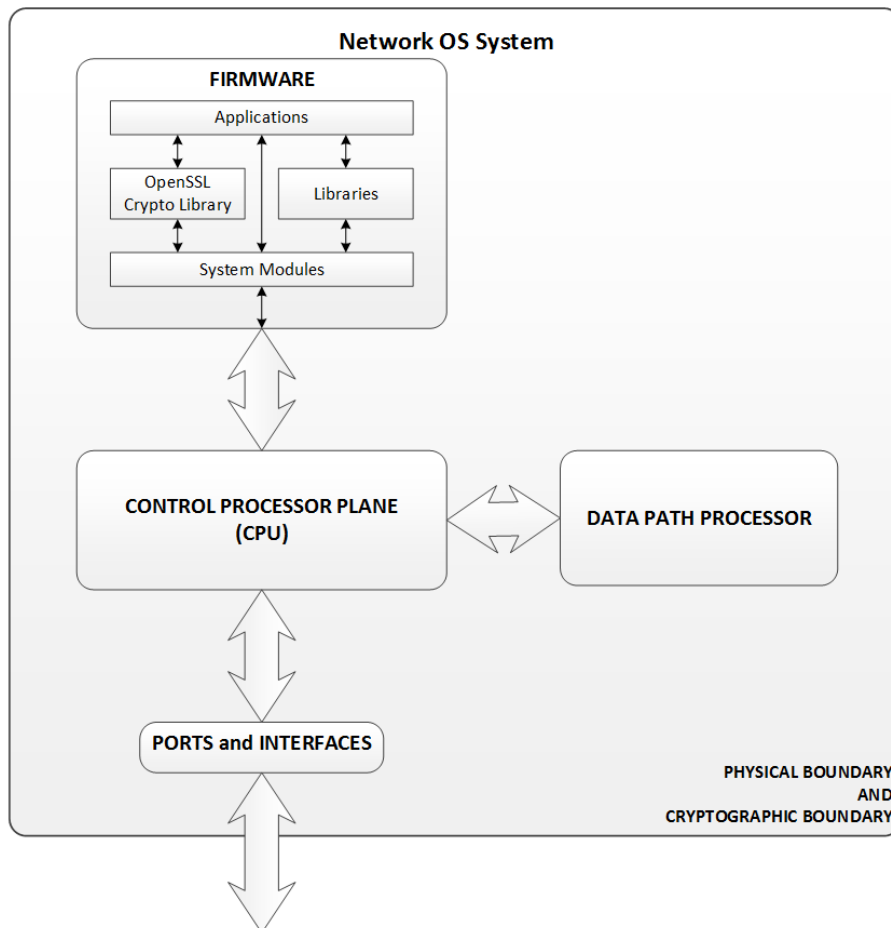 Network OS System
FIRMWARE
Applications
OpenSSL
Crypto Library
Libraries
System Modules
CONTROL PROCESSOR PLANE
(CPU)
DATA PATH PROCESSOR
PORTS and INTERFACES
PHYSICAL BOUNDARY
AND
CRYPTOGRAPHIC BOUNDARY